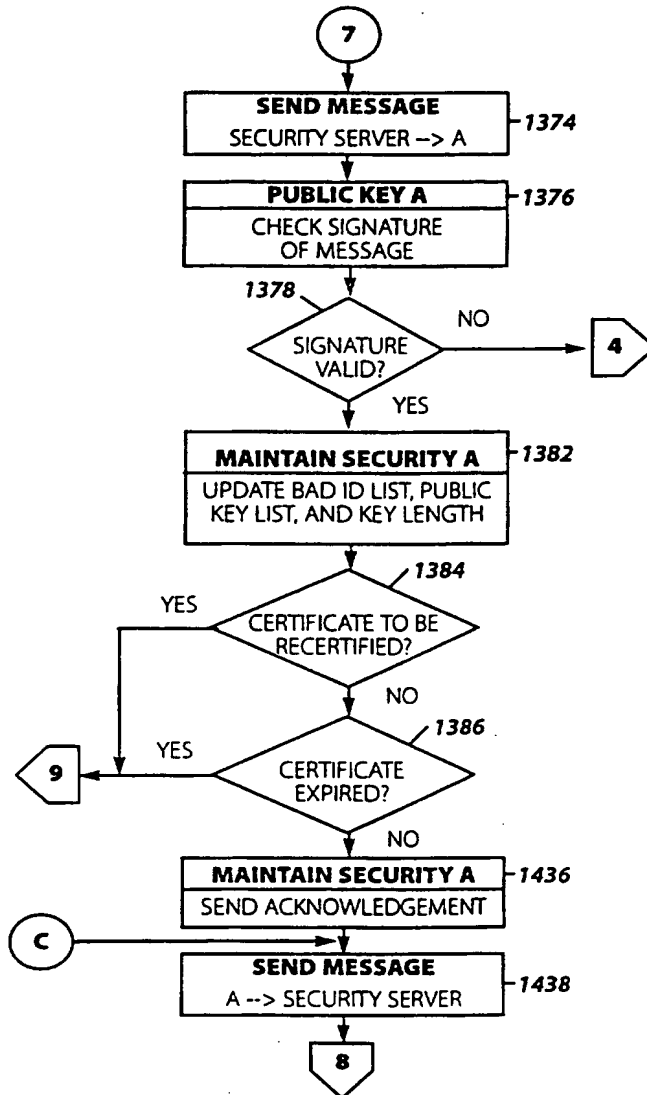 7
SEND MESSAGE
SECURITY SERVER --> A
1374
PUBLIC KEY A
1376
CHECK SIGNATURE
OF MESSAGE
1378
SIGNATURE
VALID?
NO
4
YES
MAINTAIN SECURITY A
1382
UPDATE BAD ID LIST, PUBLIC
KEY LIST, AND KEY LENGTH
1384
YES
CERTIFICATE TO BE
RECERTIFIED?
NO
1386
9
YES
CERTIFICATE
EXPIRED?
NO
MAINTAIN SECURITY A
1436
SEND ACKNOWLEDGEMENT
C
SEND MESSAGE
A --> SECURITY SERVER
1438
8